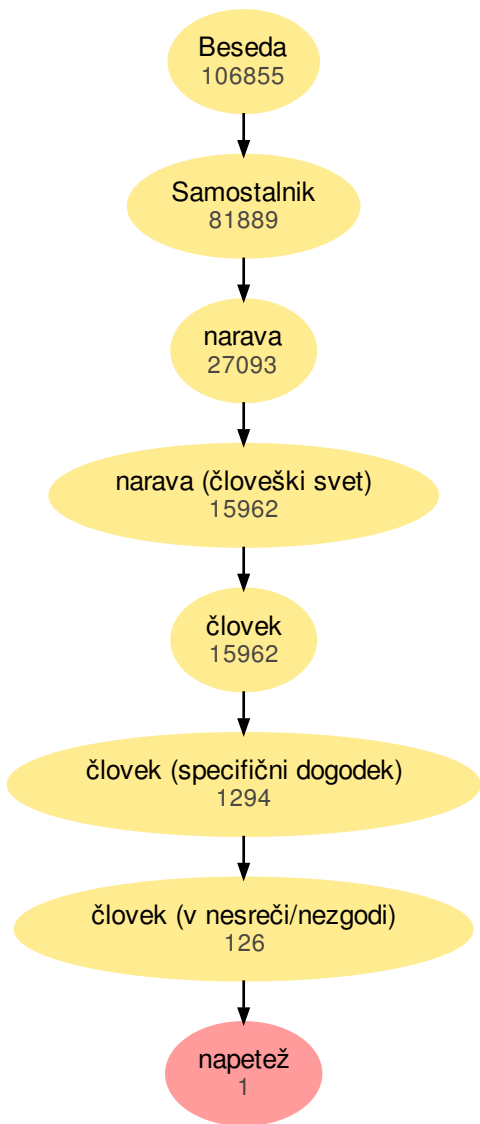 Beseda
106855
Samostalnik
81889
narava
27093
narava (človeški svet)
15962
človek
15962
človek (specifični dogodek)
1294
človek (v nesreči/nezgodi)
126
napetež
1